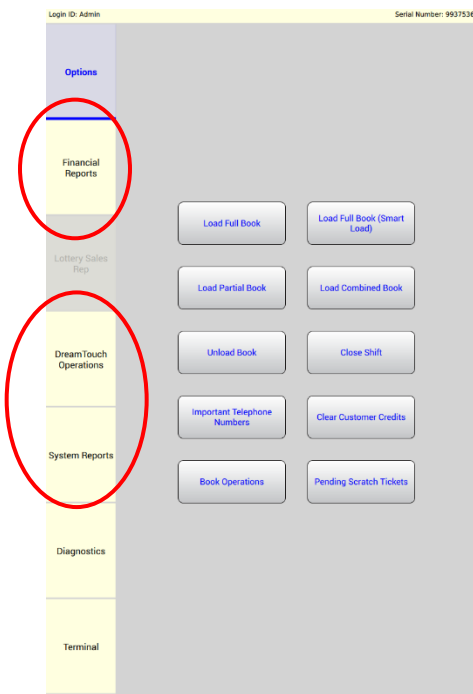 Login ID: Admin
Serial Number: 9937536
Options
Financial
Reports
Lottery Sales
Rep
DreamTouch
Operations
System Reports
Diagnostics
Terminal
Load Full Book
Load Full Book (Smart
Load)
Load Partial Book
Load Combined Book
Unload Book
Close Shift
Important Telephone
Numbers
Clear Customer Credits
Book Operations
Pending Scratch Tickets